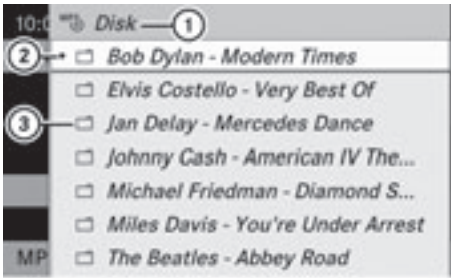 10:0 MP3 Disk 1
2 Bob Dylan - Modern Times
Elvis Costello - Very Best Of
3 Jan Delay - Mercedes Dance
Johnny Cash - American IV The...
Michael Friedman - Diamond S...
Miles Davis - You're Under Arrest
MP The Beatles - Abbey Road